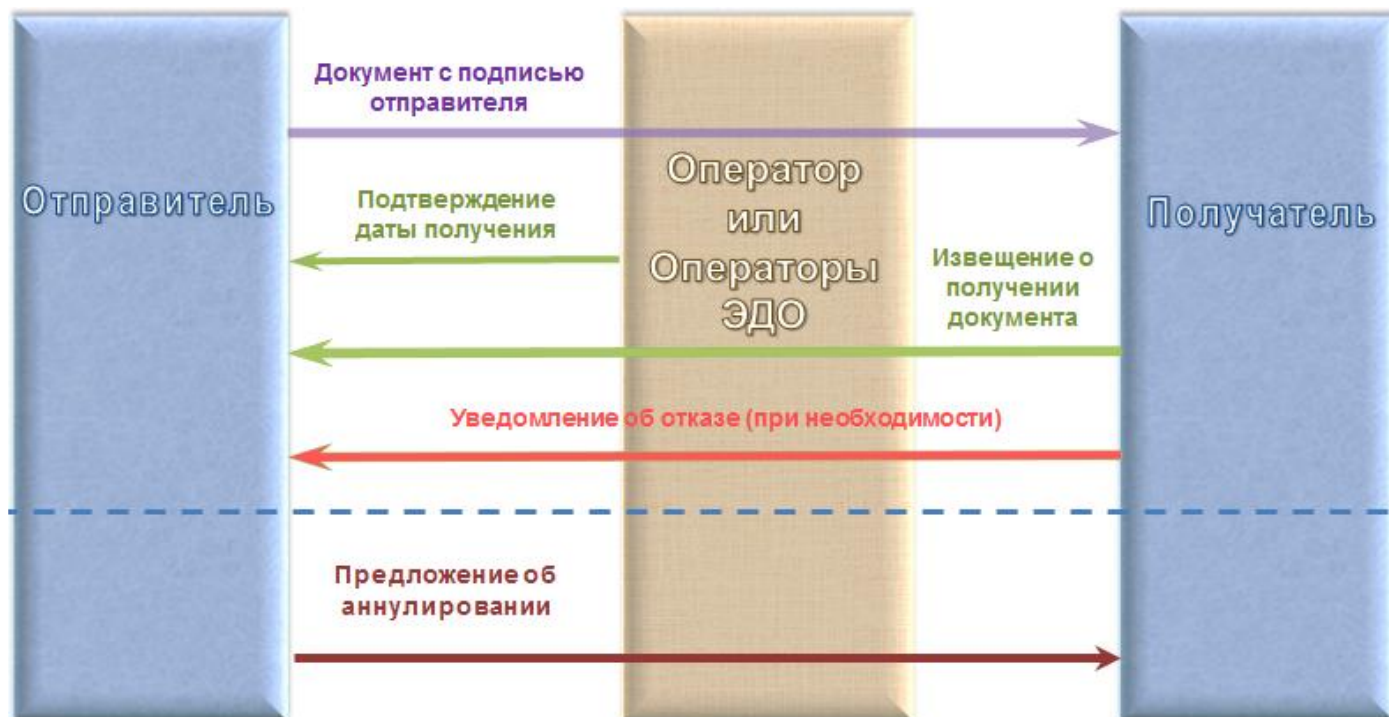 Документ с подписью
отправителя
Отправитель
Оператор
или
Операторы
ЭДО
Получатель
Подтверждение
даты получения
Извещение о
получении
документа
Уведомление об отказе (при необходимости)
Предложение об
аннулировании